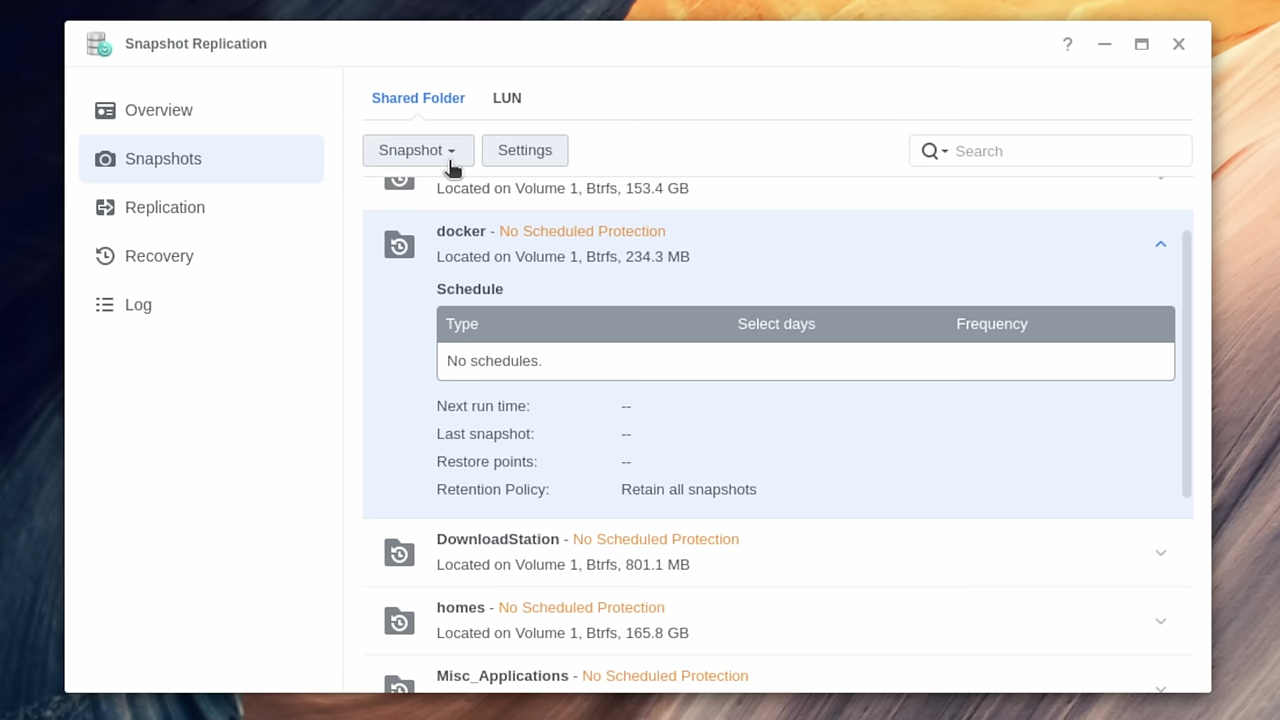 Snapshot Replication
?
Overview
Snapshots
Replication
Recovery
Log
Shared Folder LUN
Snapshot Settings Search
Located on Volume 1, Btrfs, 153.4 GB
docker - No Scheduled Protection
Located on Volume 1, Btrfs, 234.3 MB
Schedule
Type Select days Frequency
No schedules.
Next run time: --
Last snapshot: --
Restore points: --
Retention Policy: Retain all snapshots
DownloadStation - No Scheduled Protection
Located on Volume 1, Btrfs, 801.1 MB
homes - No Scheduled Protection
Located on Volume 1, Btrfs, 165.8 GB
Misc_Applications - No Scheduled Protection